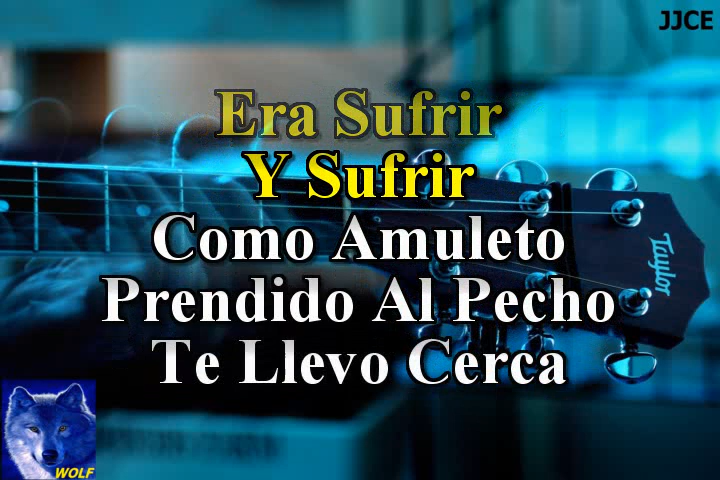 JJCE
Era Sufrir
Y Sufrir
Como Amuleto
Prendido Al Pecho
Te Llevo Cerca
Taylor
WOLF